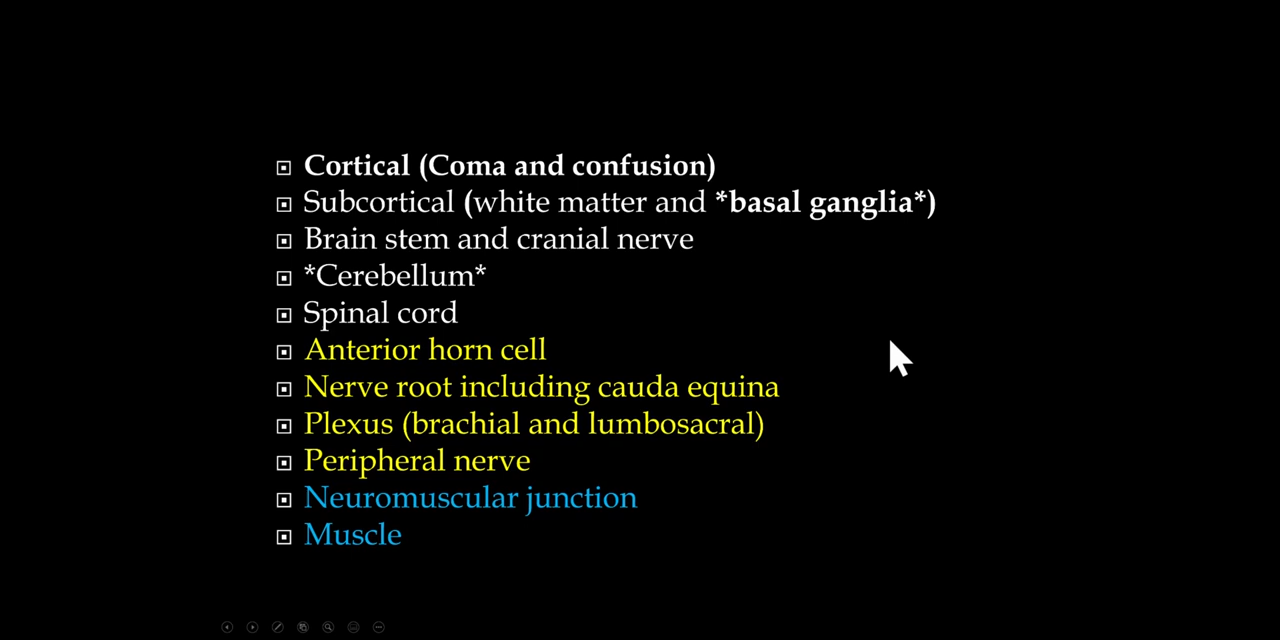 Cortical (Coma and confusion)
Subcortical (white matter and *basal ganglia*)
Brain stem and cranial nerve
*Cerebellum*
Spinal cord
Anterior horn cell
Nerve root including cauda equina
Plexus (brachial and lumbosacral)
Peripheral nerve
Neuromuscular junction
Muscle